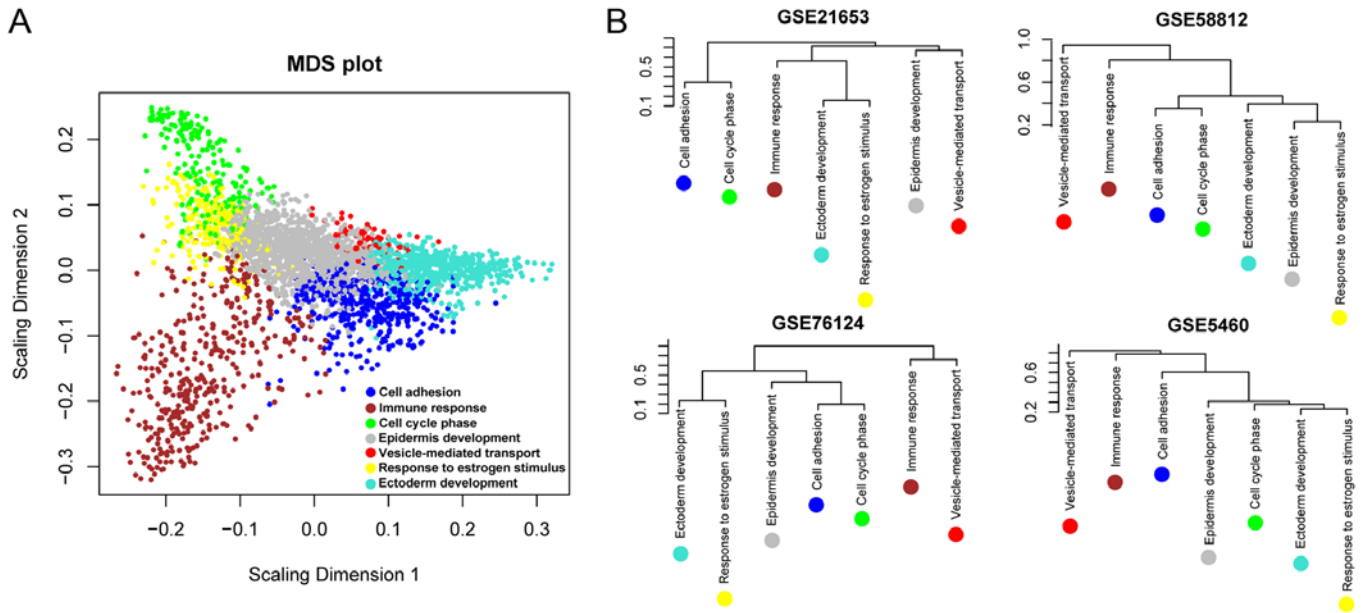 A
MDS plot
Scaling Dimension 2
0.2
0.1
0.0
−0.1
−0.2
−0.3
Cell adhesion
Immune response
Cell cycle phase
Epidermis development
Vesicle-mediated transport
Response to estrogen stimulus
Ectoderm development
−0.2
−0.1
0.0
0.1
0.2
0.3
Scaling Dimension 1
B
GSE21653
0.5
0.1
Cell adhesion
Cell cycle phase
Immune response
Ectoderm development
Response to estrogen stimulus
Epidermis development
Vesicle-mediated transport
GSE58812
1.0
0.6
0.2
Vesicle-mediated transport
Immune response
Cell adhesion
Cell cycle phase
Ectoderm development
Epidermis development
Response to estrogen stimulus
GSE76124
0.5
0.1
Ectoderm development
Response to estrogen stimulus
Epidermis development
Cell adhesion
Cell cycle phase
Immune response
Vesicle-mediated transport
GSE5460
0.6
0.2
Vesicle-mediated transport
Immune response
Cell adhesion
Epidermis development
Cell cycle phase
Ectoderm development
Response to estrogen stimulus